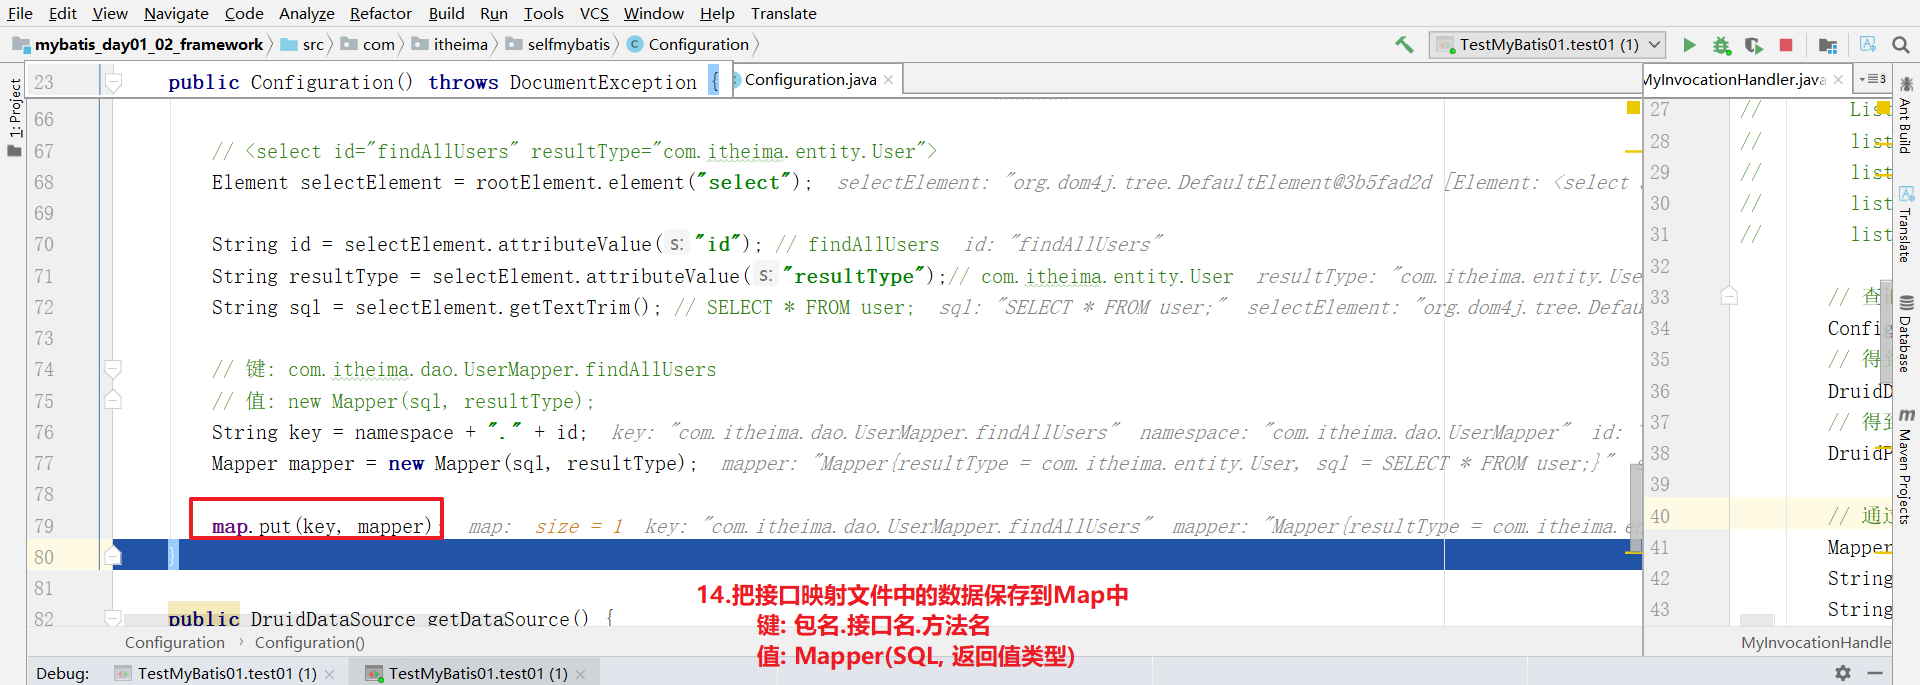 File Edit View Navigate Code Analyze Refactor Build Run Tools VCS Window Help Translate
mybatis_day01_02_framework src com itheima selfmybatis Configuration TestMyBatis01.test01 (1)
1: Project
23 public Configuration() throws DocumentException {
Configuration.java
66
67 // <select id="findAllUsers" resultType="com.itheima.entity.User">
68 Element selectElement = rootElement.element("select"); selectElement: "org.dom4j.tree.DefaultElement@3b5fad2d [Element: <select
69
70 String id = selectElement.attributeValue( s: "id"); // findAllUsers id: "findAllUsers"
71 String resultType = selectElement.attributeValue( s: "resultType");// com.itheima.entity.User resultType: "com.itheima.entity.Use
72 String sql = selectElement.getTextTrim(); // SELECT * FROM user; sql: "SELECT * FROM user;" selectElement: "org.dom4j.tree.Defau
73
74 // 键: com.itheima.dao.UserMapper.findAllUsers
75 // 值: new Mapper(sql, resultType);
76 String key = namespace + "." + id; key: "com.itheima.dao.UserMapper.findAllUsers" namespace: "com.itheima.dao.UserMapper" id:
77 Mapper mapper = new Mapper(sql, resultType); mapper: "Mapper{resultType = com.itheima.entity.User, sql = SELECT * FROM user;}"
78
79 map.put(key, mapper); map: size = 1 key: "com.itheima.dao.UserMapper.findAllUsers" mapper: "Mapper{resultType = com.itheima.en
80 }
81
82 public DruidDataSource getDataSource() {
14.把接口映射文件中的数据保存到Map中
键: 包名.接口名.方法名
值: Mapper(SQL, 返回值类型)
Configuration › Configuration()
MyInvocationHandler.java
3
27 // List
28 // list
29 // list
30 // list
31 // list
32
33 // 查
34 Config
35 // 得
36 DruidD
37 // 得
38 DruidP
39
40 // 通
41 Mapper
42 String
43 String
MyInvocationHandler
Ant Build
Translate
Database
Maven Projects
Debug: TestMyBatis01.test01 (1) TestMyBatis01.test01 (1)